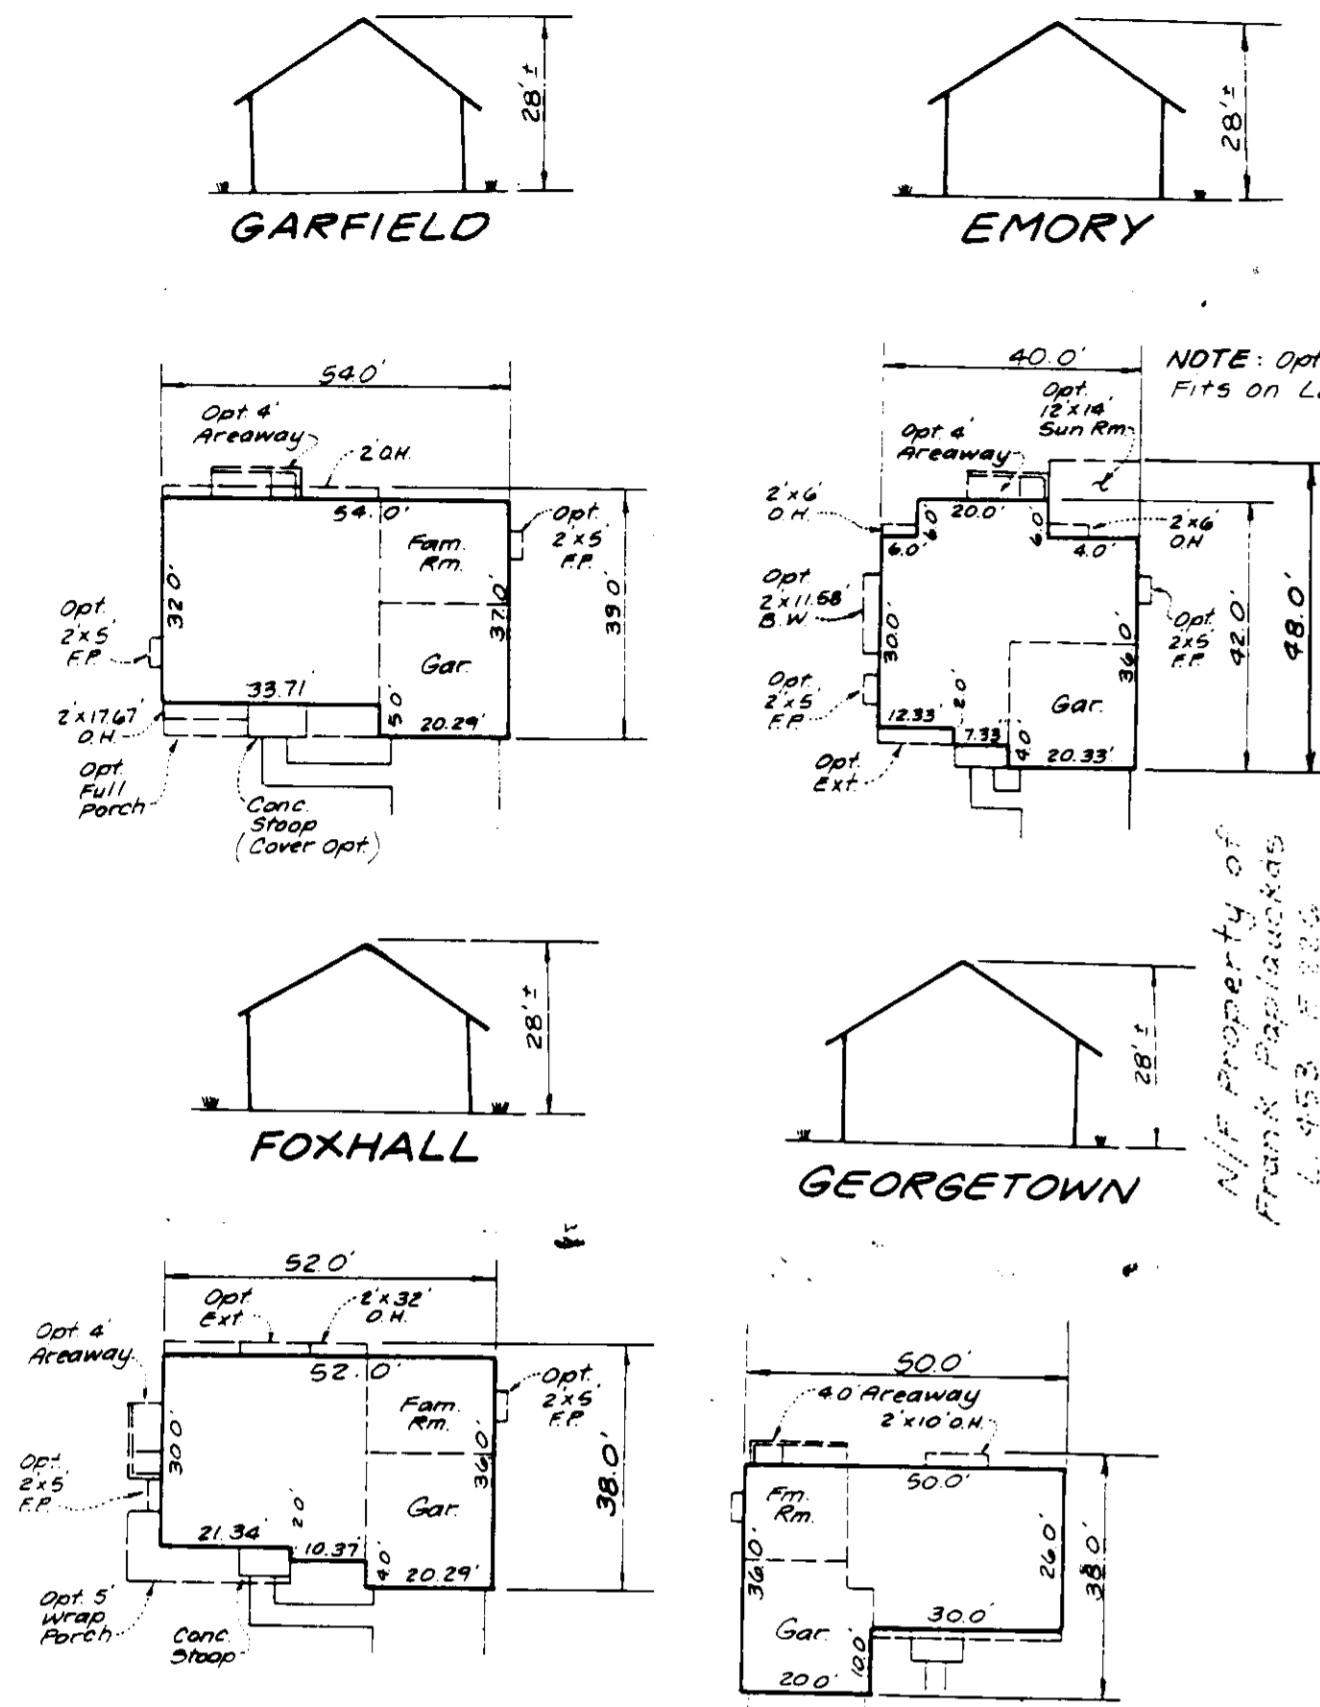 28'±
GARFIELD
28'±
EMORY
54.0'
Opt. 4'
Areaway
2' O.H.
54.0'
Fam.
Rm.
Opt.
2'x5'
F.P.
32.0'
37.0'
39.0'
Opt.
2'x5'
F.P.
Gar.
33.71'
5.0'
20.29'
2'x17.67'
O.H.
Opt.
Full
Porch
Conc.
Stoop
(Cover Opt.)
40.0'
NOTE: Opt
Fits on
Opt.
12'x14'
Sun Rm.
Opt. 4'
Areaway
2'x6'
O.H.
20.0'
6.0'
6.0'
6.0'
4.0'
2'x6'
O.H.
Opt.
2'x11.58'
B.W.
30.0'
Opt.
2'x5'
F.P.
36.0'
42.0'
48.0'
Opt.
2'x5'
F.P.
Gar.
12.33'
2.0'
7.33'
4.0'
20.33'
Opt.
Ext.
N/F Property of
Frank
L. 453
28'±
FOXHALL
28'±
GEORGETOWN
52.0'
Opt.
Ext.
2'x32'
O.H.
Opt. 4'
Areaway
52.0'
Fam.
Rm.
Opt.
2'x5'
F.P.
30.0'
36.0'
38.0'
Opt.
2'x5'
F.P.
Gar.
21.34'
2.0'
10.37'
4.0'
20.29'
Opt. 5'
Wrap
Porch
Conc.
Stoop
50.0'
4.0' Areaway
2'x10' O.H.
50.0'
Fm.
Rm.
36.0'
26.0'
38.0'
30.0'
Gar.
10.0'
20.0'